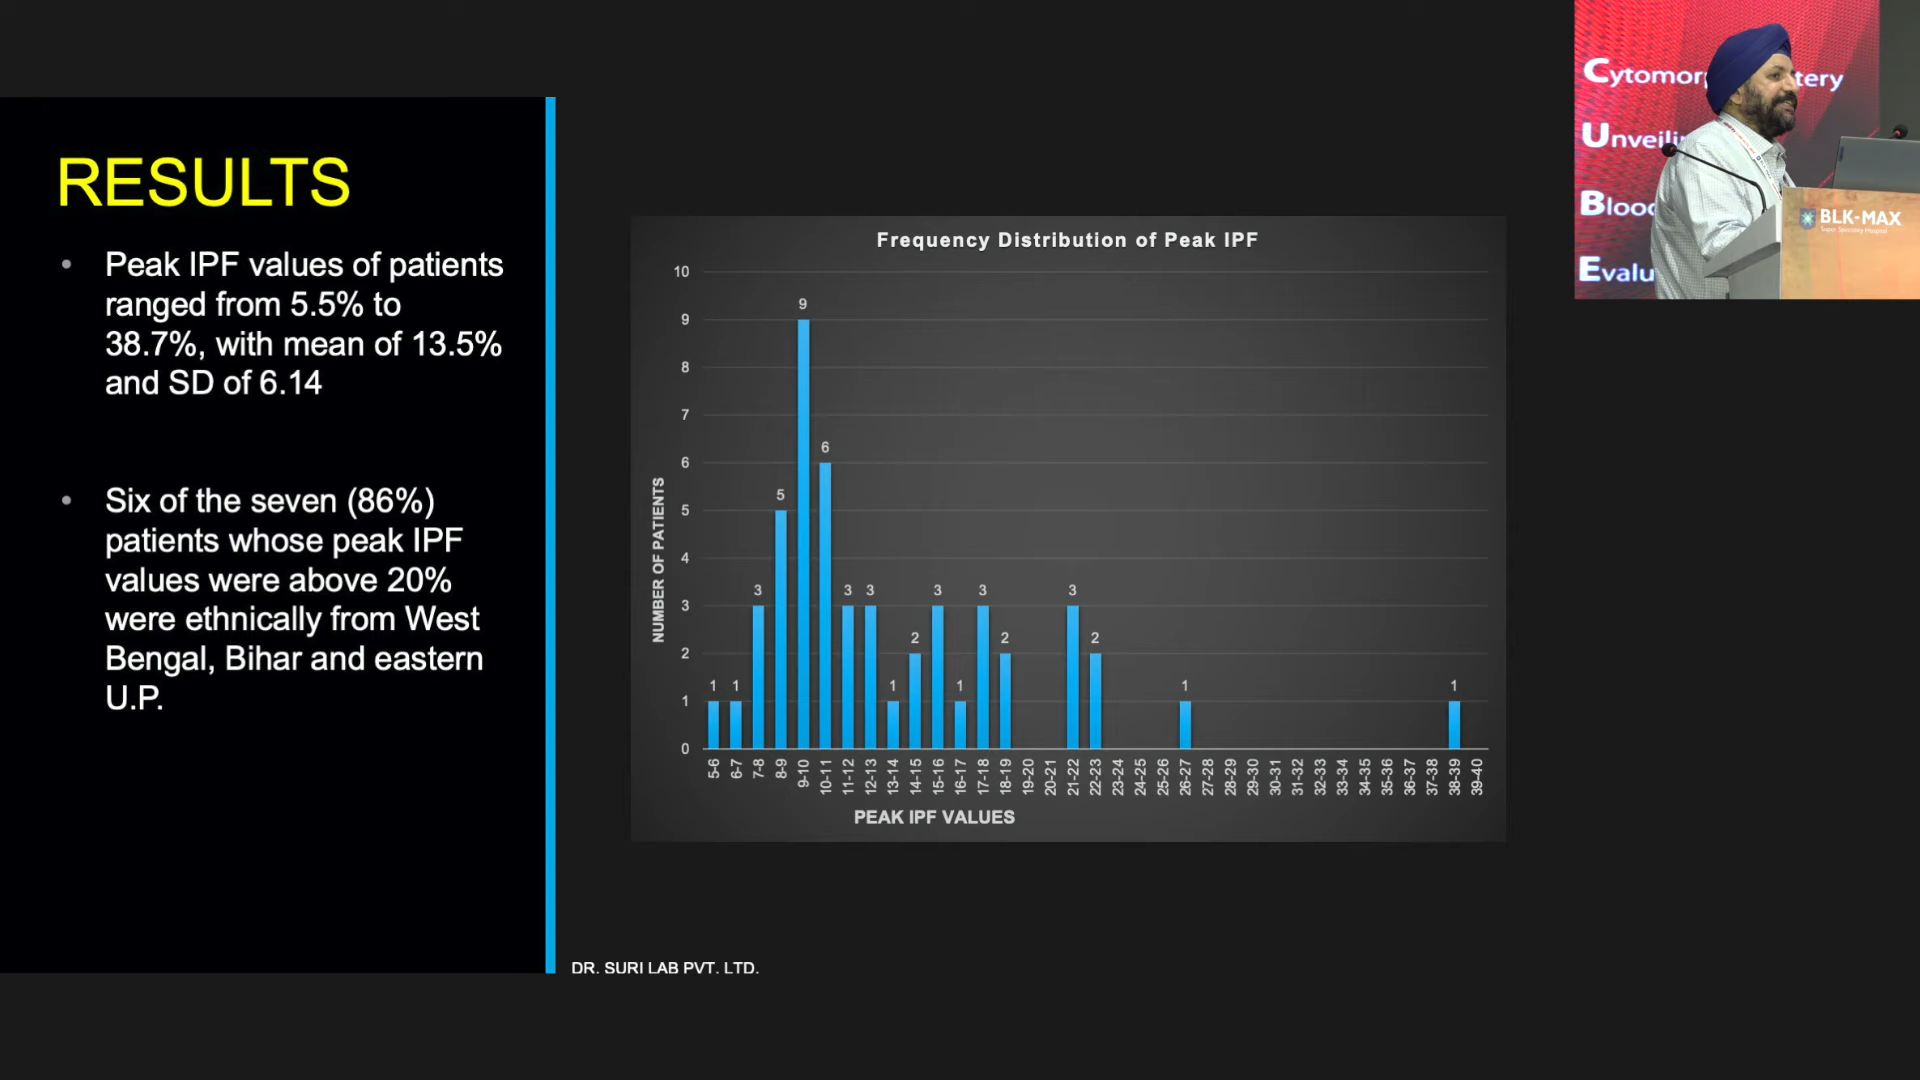 RESULTS
• Peak IPF values of patients
ranged from 5.5% to
38.7%, with mean of 13.5%
and SD of 6.14
• Six of the seven (86%)
patients whose peak IPF
values were above 20%
were ethnically from West
Bengal, Bihar and eastern
U.P.
Frequency Distribution of Peak IPF
NUMBER OF PATIENTS
10
9
8
7
6
5
4
3
2
1
0
1 1 3 5 9 6 3 3 1 2 3 1 3 2 3 2 1 1
5-6 6-7 7-8 8-9 9-10 10-11 11-12 12-13 13-14 14-15 15-16 16-17 17-18 18-19 19-20 20-21 21-22 22-23 23-24 24-25 25-26 26-27 27-28 28-29 29-30 30-31 31-32 32-33 33-34 34-35 35-36 36-37 37-38 38-39 39-40
PEAK IPF VALUES
DR. SURI LAB PVT. LTD.
BLK-MAX
Super Speciality Hospital